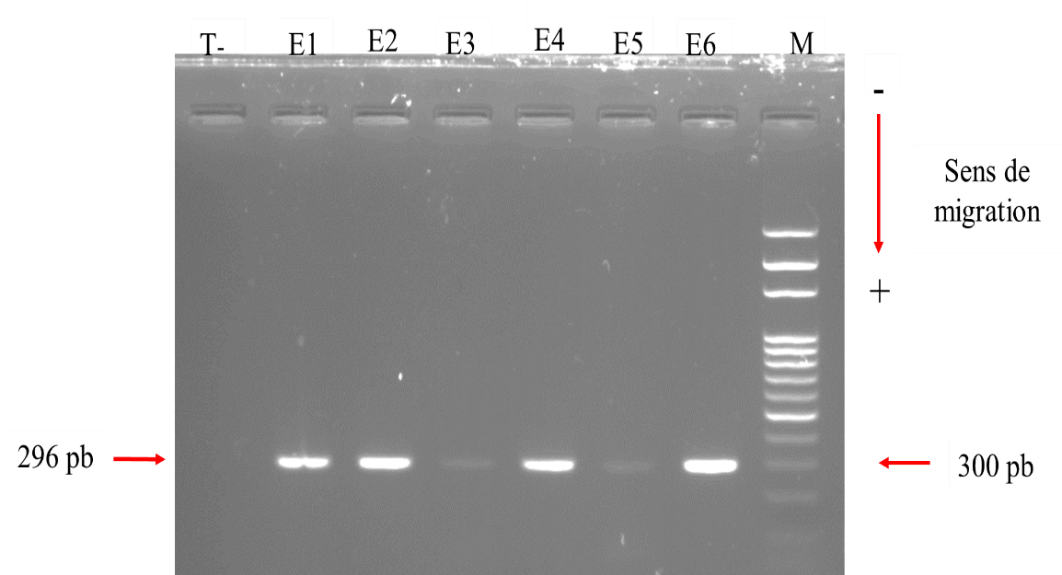 T- E1 E2 E3 E4 E5 E6 M
-
Sens de
migration
+
296 pb
300 pb